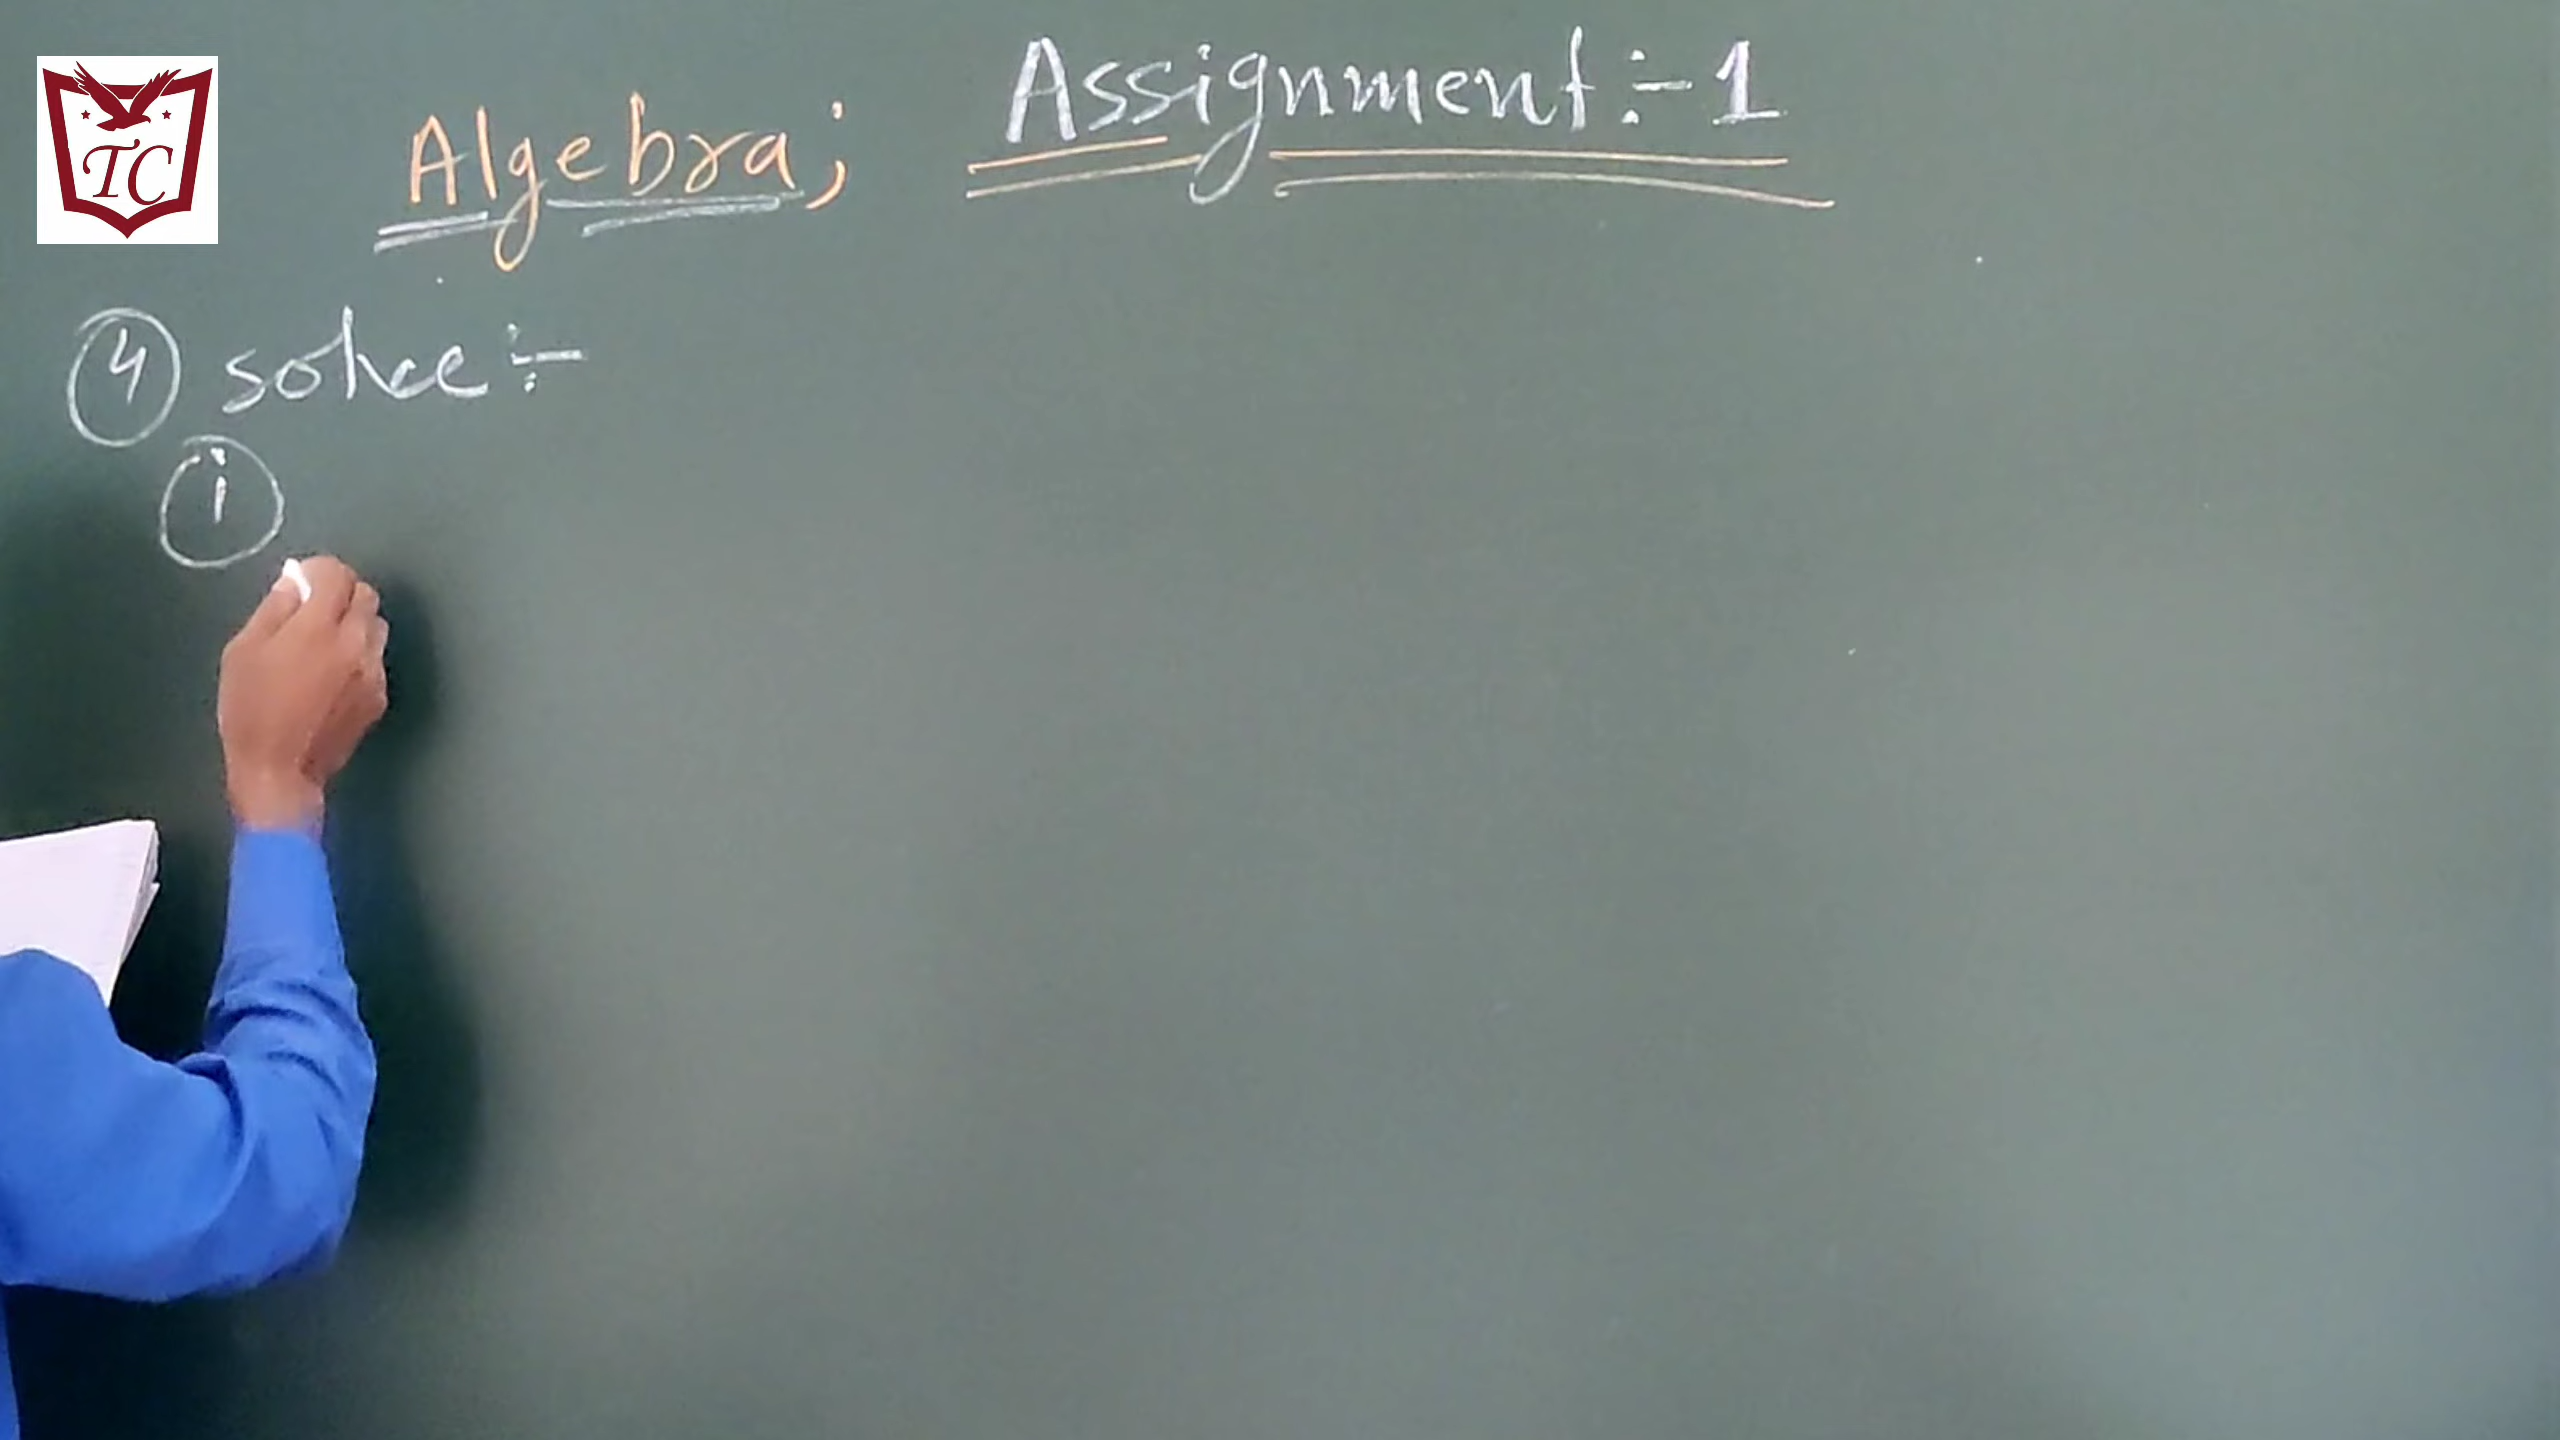 TC
Assignment :- 1
Algebra;
④ solve :-
ⓘ